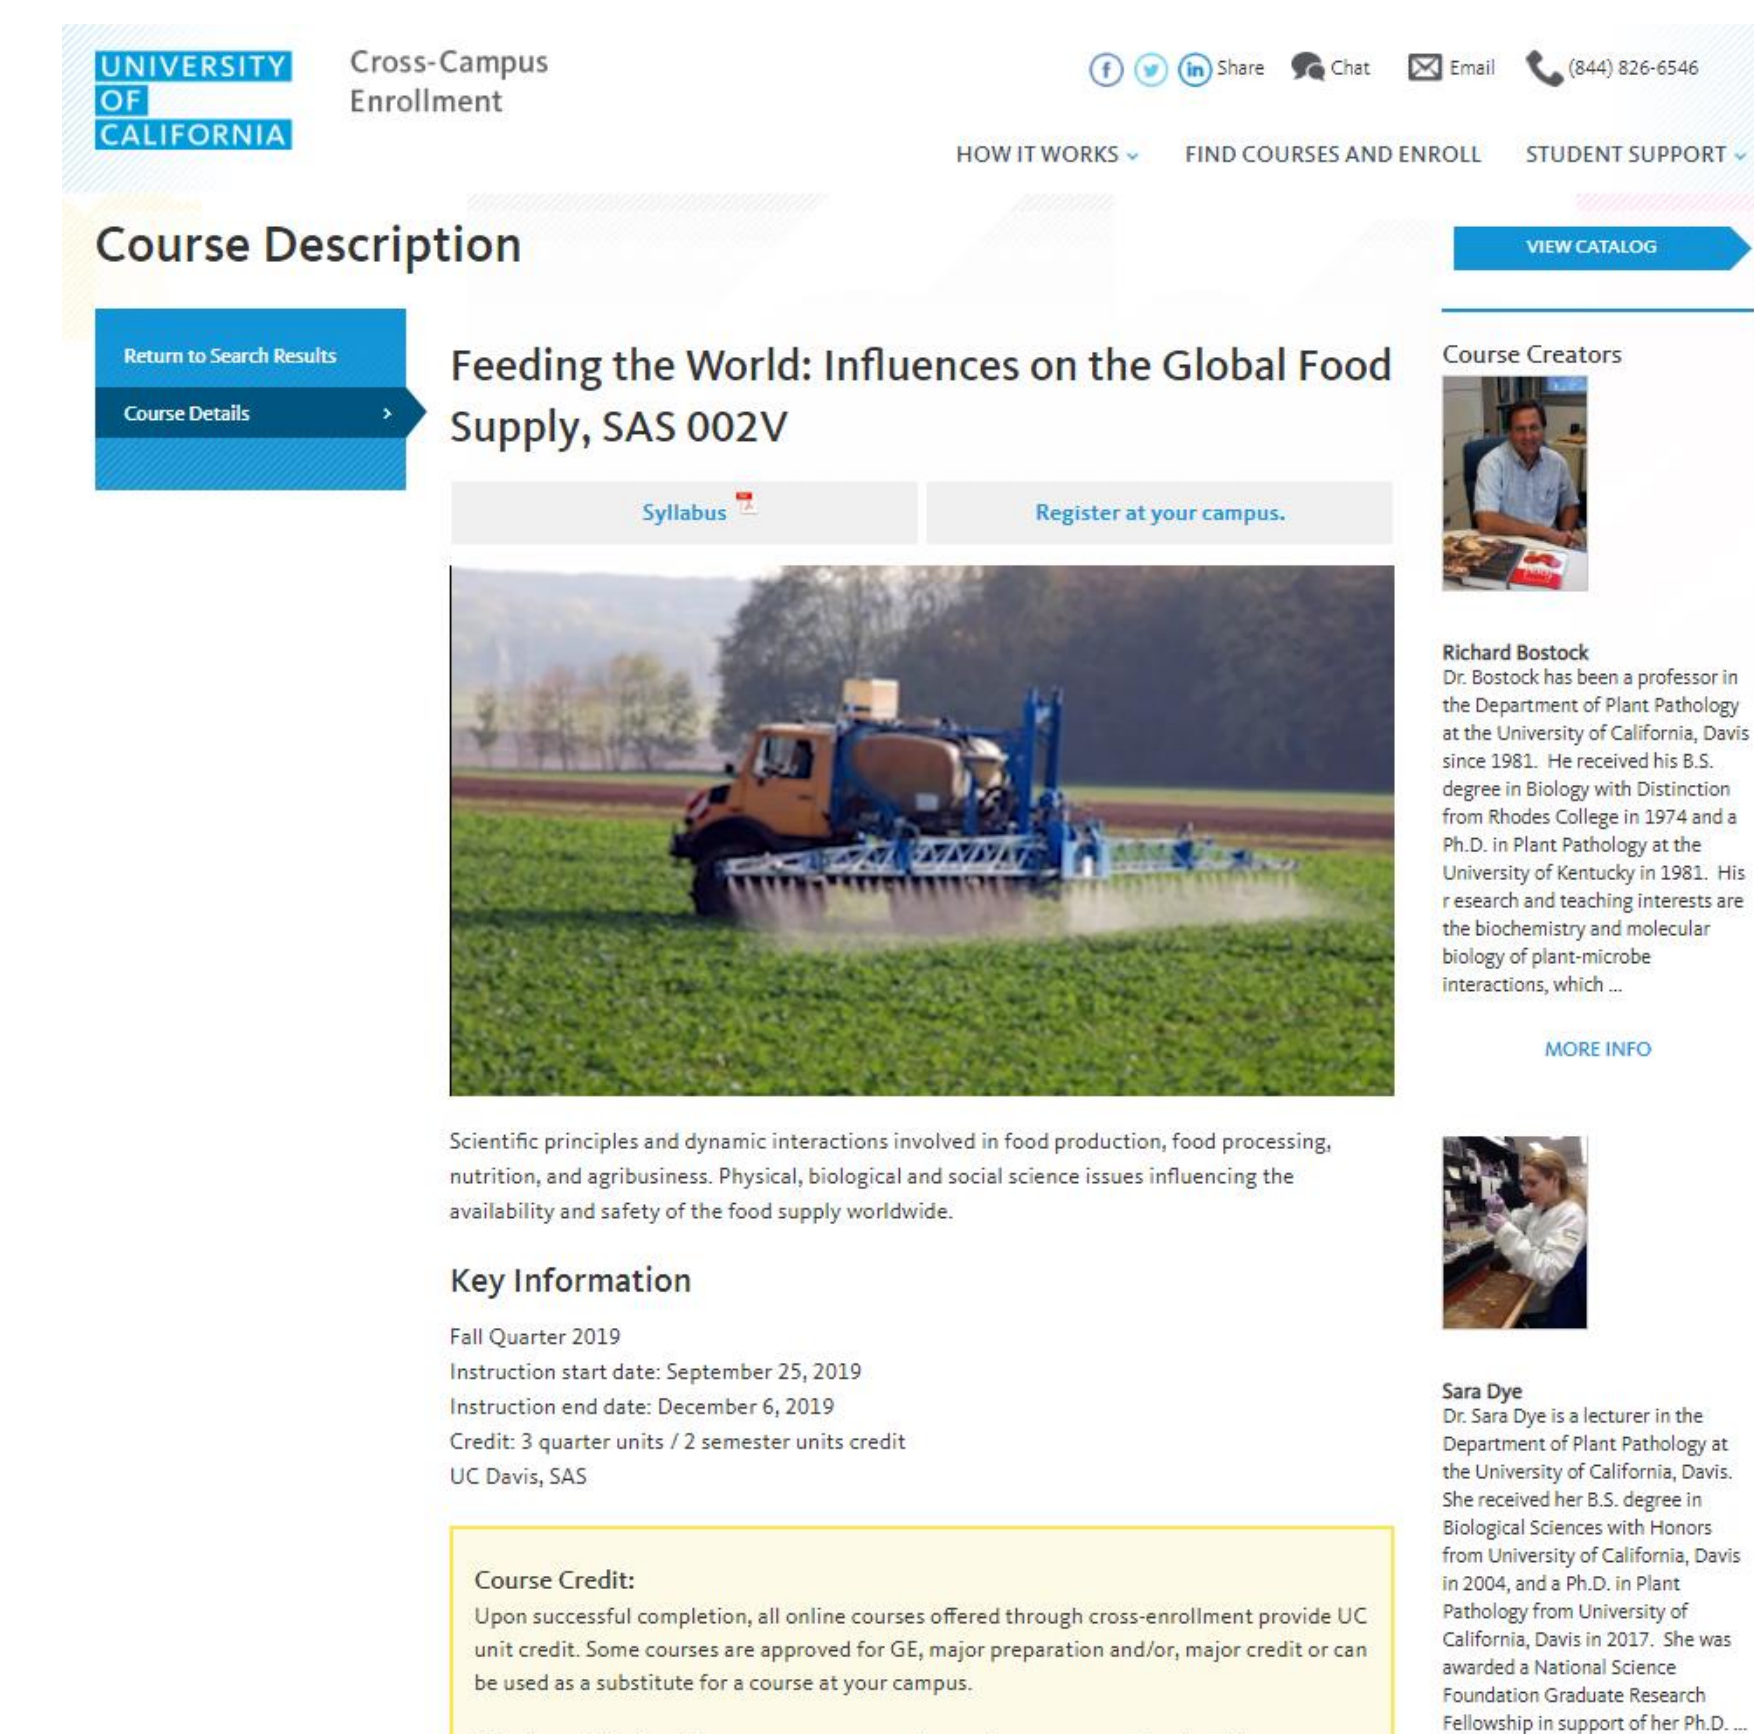 UNIVERSITY
OF
CALIFORNIA
Cross-Campus
Enrollment
Share Chat Email (844) 826-6546
HOW IT WORKS FIND COURSES AND ENROLL STUDENT SUPPORT
Course Description
VIEW CATALOG
Return to Search Results
Course Details
Feeding the World: Influences on the Global Food
Supply, SAS 002V
Syllabus
Register at your campus.
Scientific principles and dynamic interactions involved in food production, food processing,
nutrition, and agribusiness. Physical, biological and social science issues influencing the
availability and safety of the food supply worldwide.
Key Information
Fall Quarter 2019
Instruction start date: September 25, 2019
Instruction end date: December 6, 2019
Credit: 3 quarter units / 2 semester units credit
UC Davis, SAS
Course Credit:
Upon successful completion, all online courses offered through cross-enrollment provide UC
unit credit. Some courses are approved for GE, major preparation and/or, major credit or can
be used as a substitute for a course at your campus.
Course Creators
Richard Bostock
Dr. Bostock has been a professor in
the Department of Plant Pathology
at the University of California, Davis
since 1981. He received his B.S.
degree in Biology with Distinction
from Rhodes College in 1974 and a
Ph.D. in Plant Pathology at the
University of Kentucky in 1981. His
r esearch and teaching interests are
the biochemistry and molecular
biology of plant-microbe
interactions, which ...
MORE INFO
Sara Dye
Dr. Sara Dye is a lecturer in the
Department of Plant Pathology at
the University of California, Davis.
She received her B.S. degree in
Biological Sciences with Honors
from University of California, Davis
in 2004, and a Ph.D. in Plant
Pathology from University of
California, Davis in 2017. She was
awarded a National Science
Foundation Graduate Research
Fellowship in support of her Ph.D. ...